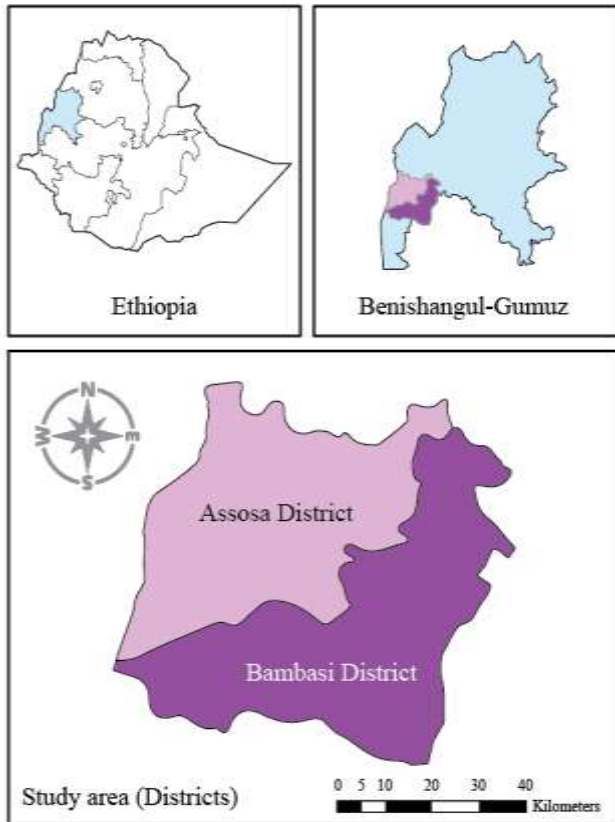 Ethiopia
Benishangul-Gumuz
N
W
E
S
Assosa District
Bambasi District
Study area (Districts)
0 5 10 20 30 40
Kilometers